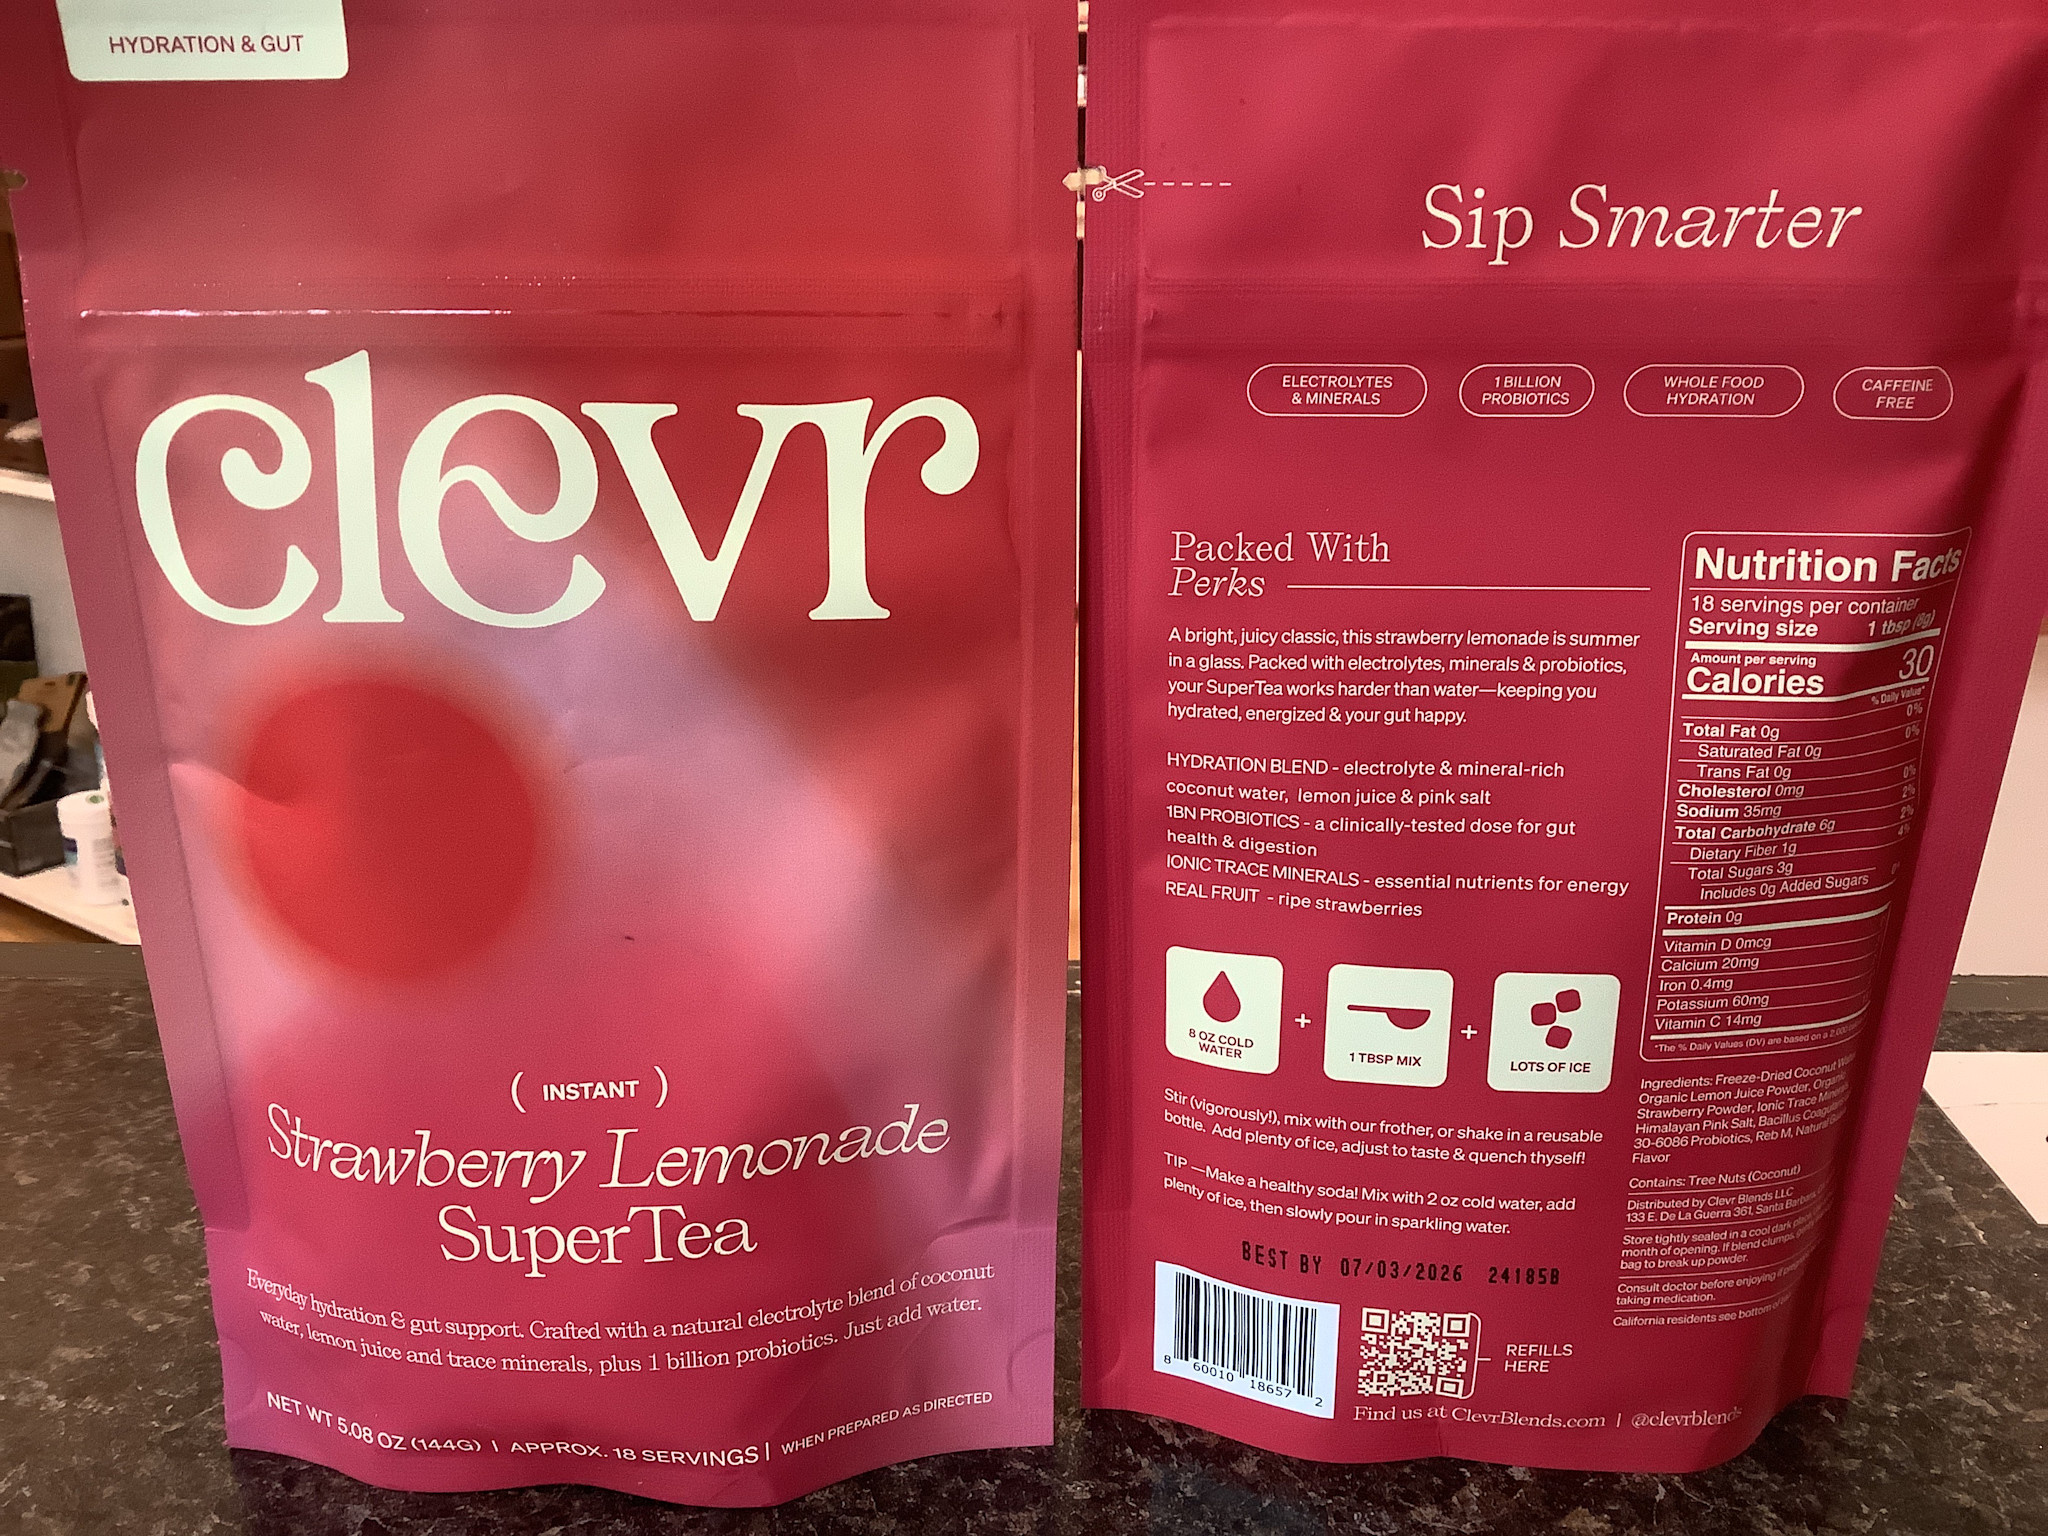 HYDRATION & GUT
clevr
( INSTANT )
Strawberry Lemonade
SuperTea
Everyday hydration & gut support. Crafted with a natural electrolyte blend of coconut
water, lemon juice and trace minerals, plus 1 billion probiotics. Just add water.
NET WT 5.08 OZ (144G) | APPROX. 18 SERVINGS | WHEN PREPARED AS DIRECTED
Sip Smarter
ELECTROLYTES
& MINERALS
1 BILLION
PROBIOTICS
WHOLE FOOD
HYDRATION
CAFFEINE
FREE
Packed With
Perks
A bright, juicy classic, this strawberry lemonade is summer
in a glass. Packed with electrolytes, minerals & probiotics,
your SuperTea works harder than water—keeping you
hydrated, energized & your gut happy.
HYDRATION BLEND - electrolyte & mineral-rich
coconut water, lemon juice & pink salt
1BN PROBIOTICS - a clinically-tested dose for gut
health & digestion
IONIC TRACE MINERALS - essential nutrients for energy
REAL FRUIT - ripe strawberries
8 OZ COLD
WATER
+
1 TBSP MIX
+
LOTS OF ICE
Stir (vigorously!), mix with our frother, or shake in a reusable
bottle. Add plenty of ice, adjust to taste & quench thyself!
TIP —Make a healthy soda! Mix with 2 oz cold water, add
plenty of ice, then slowly pour in sparkling water.
BEST BY 07/03/2026 24185B
8 60010 18657 2
REFILLS
HERE
Find us at ClevrBlends.com | @clevrblends
Nutrition Facts
18 servings per container
Serving size 1 tbsp (8g)
Amount per serving
Calories 30
% Daily Value*
Total Fat 0g 0%
Saturated Fat 0g 0%
Trans Fat 0g
Cholesterol 0mg 0%
Sodium 35mg 2%
Total Carbohydrate 6g 2%
Dietary Fiber 1g 4%
Total Sugars 3g
Includes 0g Added Sugars
Protein 0g
Vitamin D 0mcg
Calcium 20mg
Iron 0.4mg
Potassium 60mg
Vitamin C 14mg
*The % Daily Values (DV) are based on a
Ingredients: Freeze-Dried Coconut
Organic Lemon Juice Powder, Organic
Strawberry Powder, Ionic Trace
Himalayan Pink Salt, Bacillus
30-6086 Probiotics, Reb M, Natural
Flavor
Contains: Tree Nuts (Coconut)
Distributed by Clevr Blends LLC
133 E. De La Guerra 361, Santa
Store tightly sealed in a cool dark
month of opening. If blend clumps,
bag to break up powder.
Consult doctor before enjoying if
taking medication.
California residents see bottom